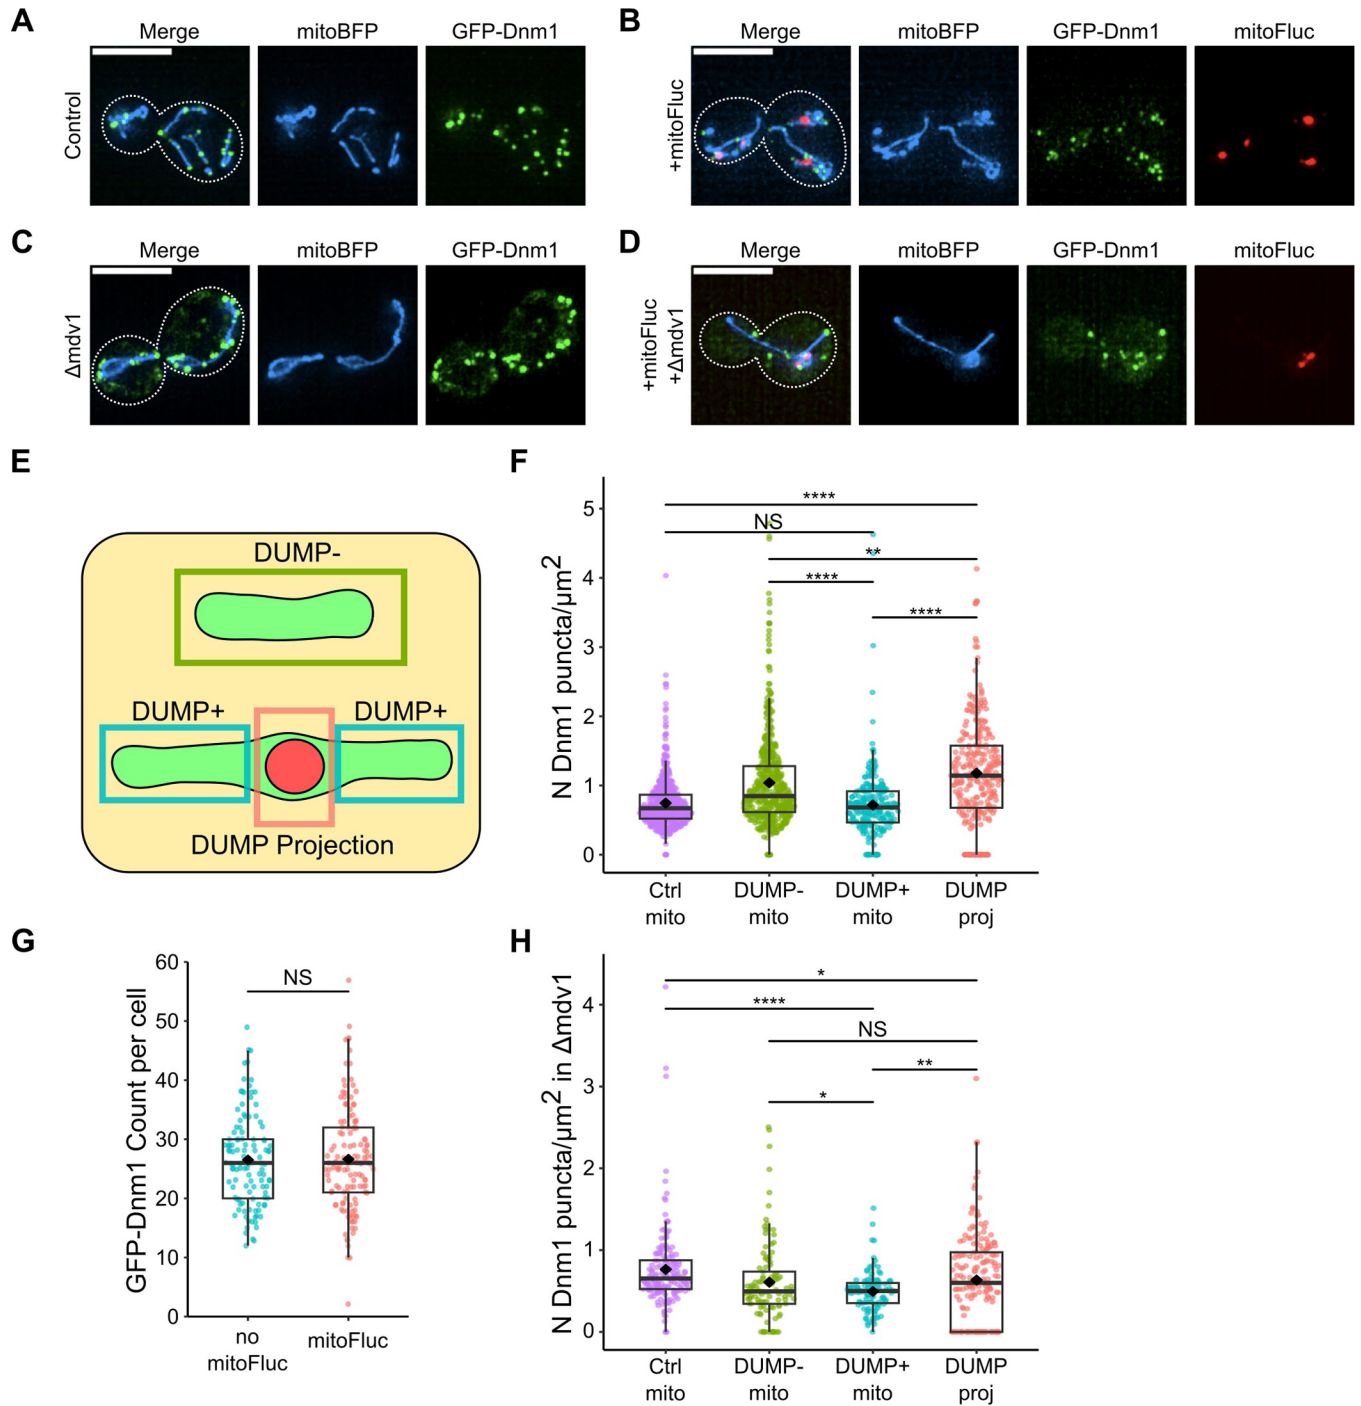 A
Merge
mitoBFP
GFP-Dnm1
Control
B
Merge
mitoBFP
GFP-Dnm1
mitoFluc
+mitoFluc
C
Merge
mitoBFP
GFP-Dnm1
Δmdv1
D
Merge
mitoBFP
GFP-Dnm1
mitoFluc
+mitoFluc
+Δmdv1
E
DUMP-
DUMP+
DUMP+
DUMP Projection
F
N Dnm1 puncta/μm²
5
4
3
2
1
0
****
NS
**
****
****
Ctrl
mito
DUMP-
mito
DUMP+
mito
DUMP
proj
G
GFP-Dnm1 Count per cell
60
50
40
30
20
10
0
NS
no
mitoFluc
mitoFluc
H
N Dnm1 puncta/μm² in Δmdv1
4
3
2
1
0
*
****
NS
**
*
Ctrl
mito
DUMP-
mito
DUMP+
mito
DUMP
proj